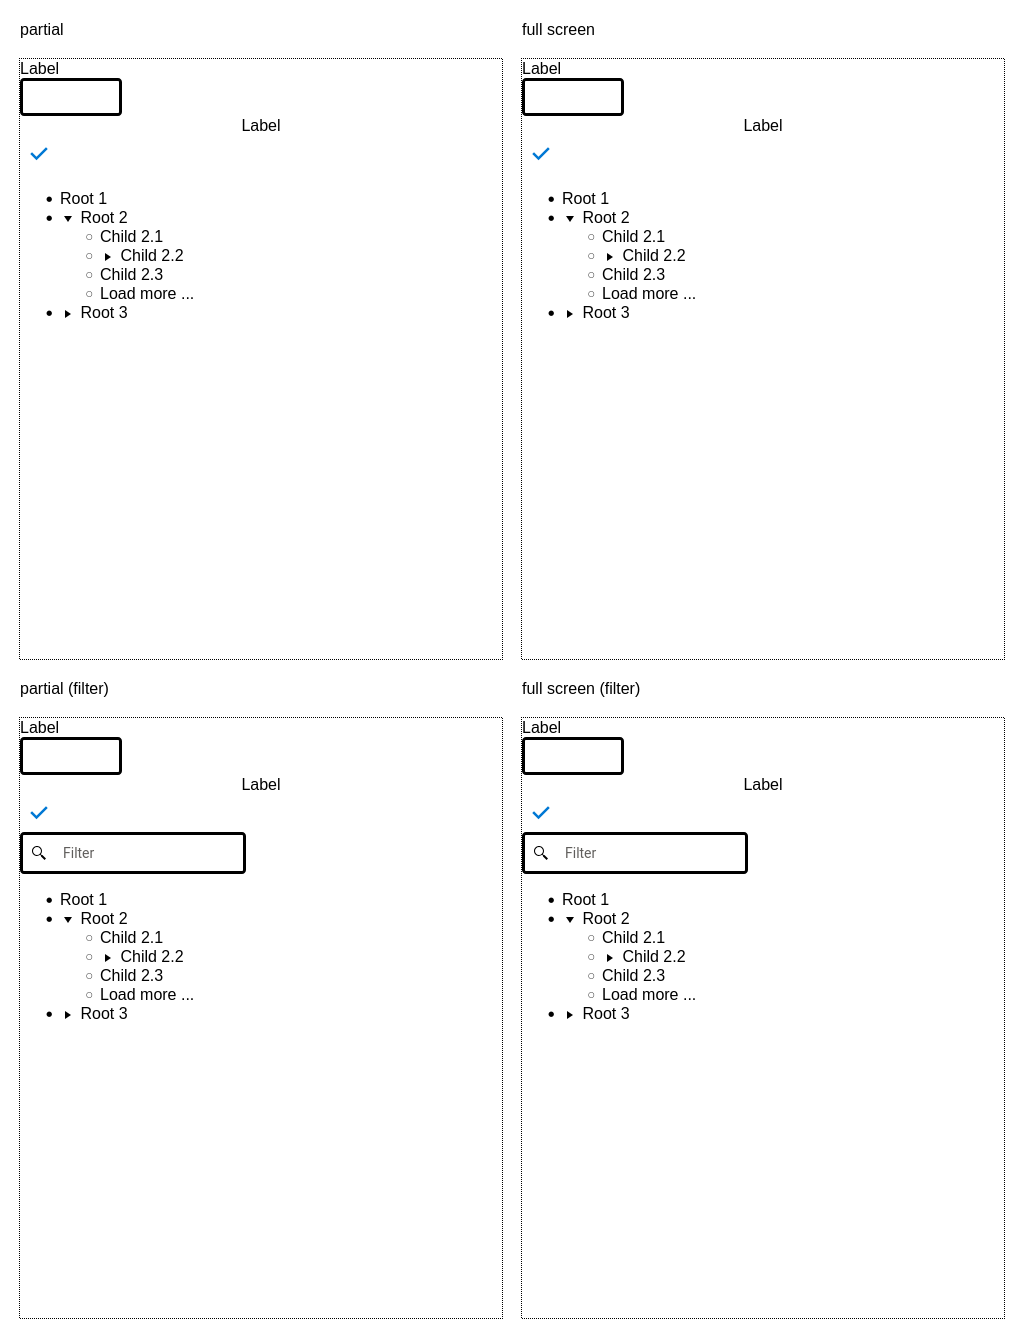 partial
Label
Label
Root 1
Root 2
Child 2.1
Child 2.2
Child 2.3
Load more ...
Root 3
full screen
Label
Label
Root 1
Root 2
Child 2.1
Child 2.2
Child 2.3
Load more ...
Root 3
partial (filter)
Label
Label
Filter
Root 1
Root 2
Child 2.1
Child 2.2
Child 2.3
Load more ...
Root 3
full screen (filter)
Label
Label
Filter
Root 1
Root 2
Child 2.1
Child 2.2
Child 2.3
Load more ...
Root 3